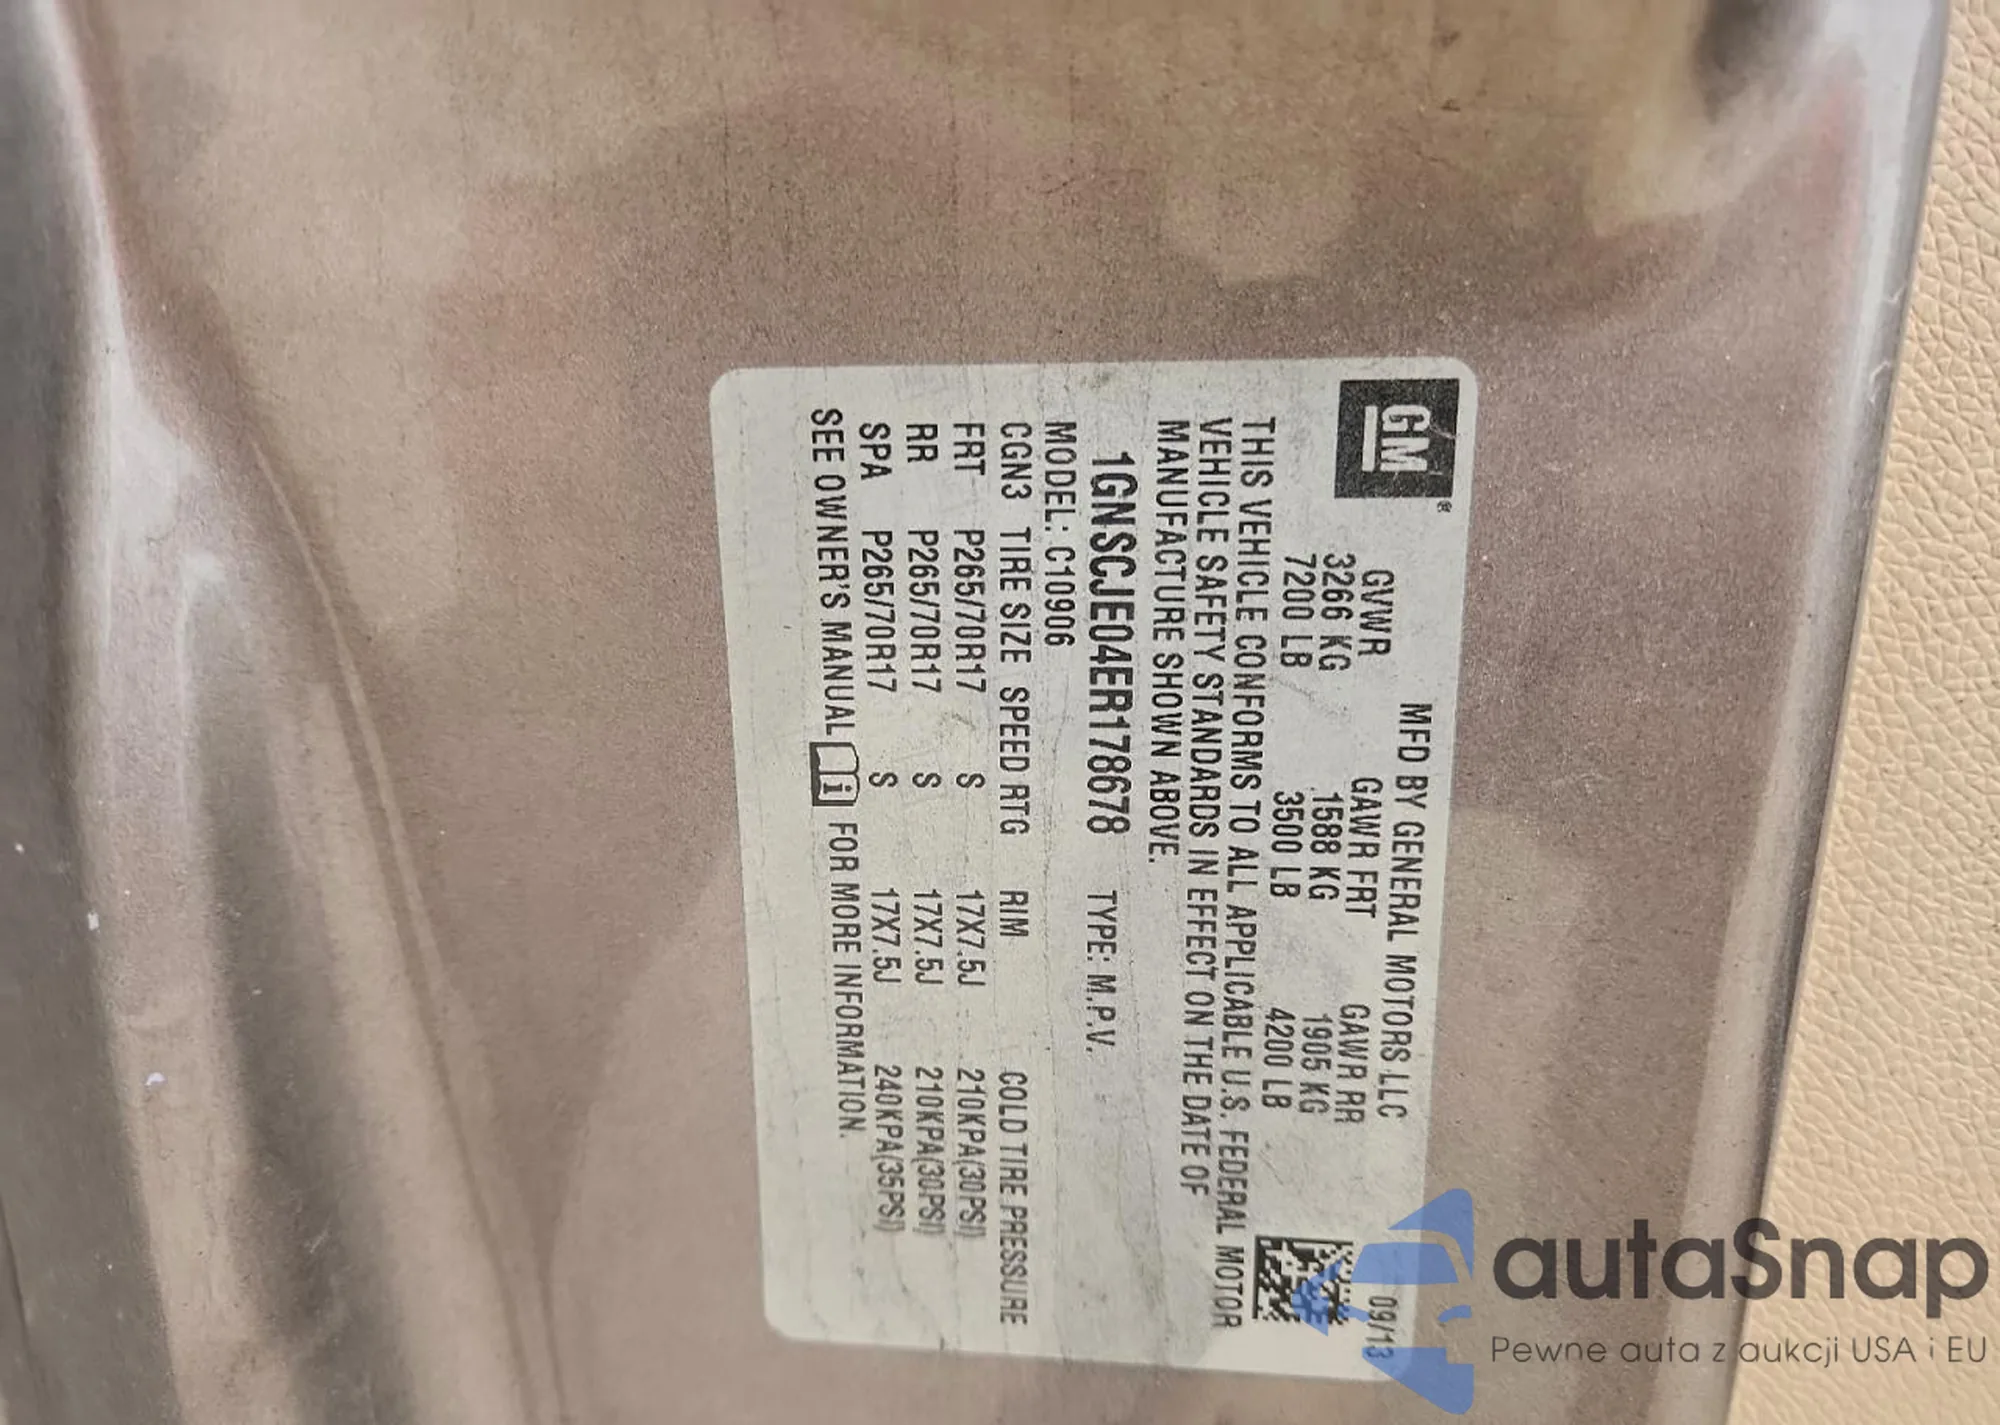 GM®
MFD BY GENERAL MOTORS LLC 09/13
GVWR GAWR FRT GAWR RR
3266 KG 1588 KG 1905 KG
7200 LB 3500 LB 4200 LB
THIS VEHICLE CONFORMS TO ALL APPLICABLE U.S. FEDERAL MOTOR
VEHICLE SAFETY STANDARDS IN EFFECT ON THE DATE OF
MANUFACTURE SHOWN ABOVE.
1GNSCJE04ER178678 TYPE: M.P.V.
MODEL: C10906
CGN3 TIRE SIZE SPEED RTG RIM COLD TIRE PRESSURE
FRT P265/70R17 S 17X7.5J 210KPA(30PSI)
RR P265/70R17 S 17X7.5J 210KPA(30PSI)
SPA P265/70R17 S 17X7.5J 240KPA(35PSI)
SEE OWNER'S MANUAL i FOR MORE INFORMATION.
autaSnap
Pewne auta z aukcji USA i EU